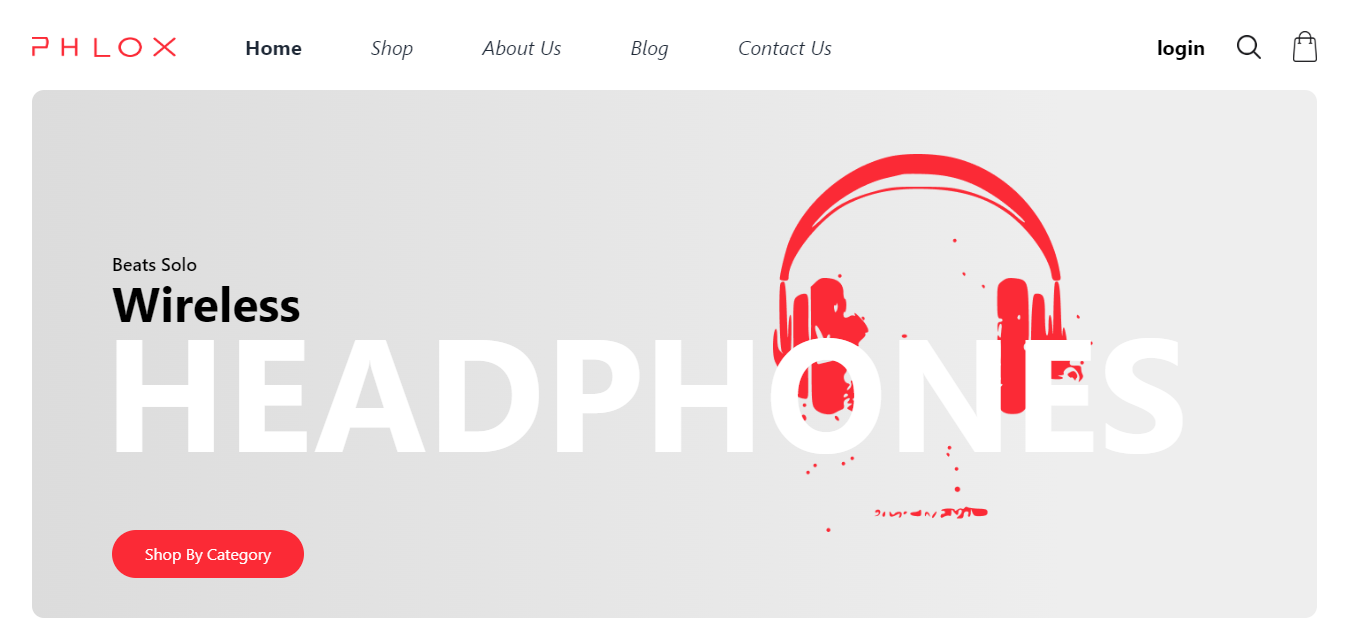 PHLOX Home Shop About Us Blog Contact Us login
Beats Solo
Wireless
HEADPHONES
Shop By Category